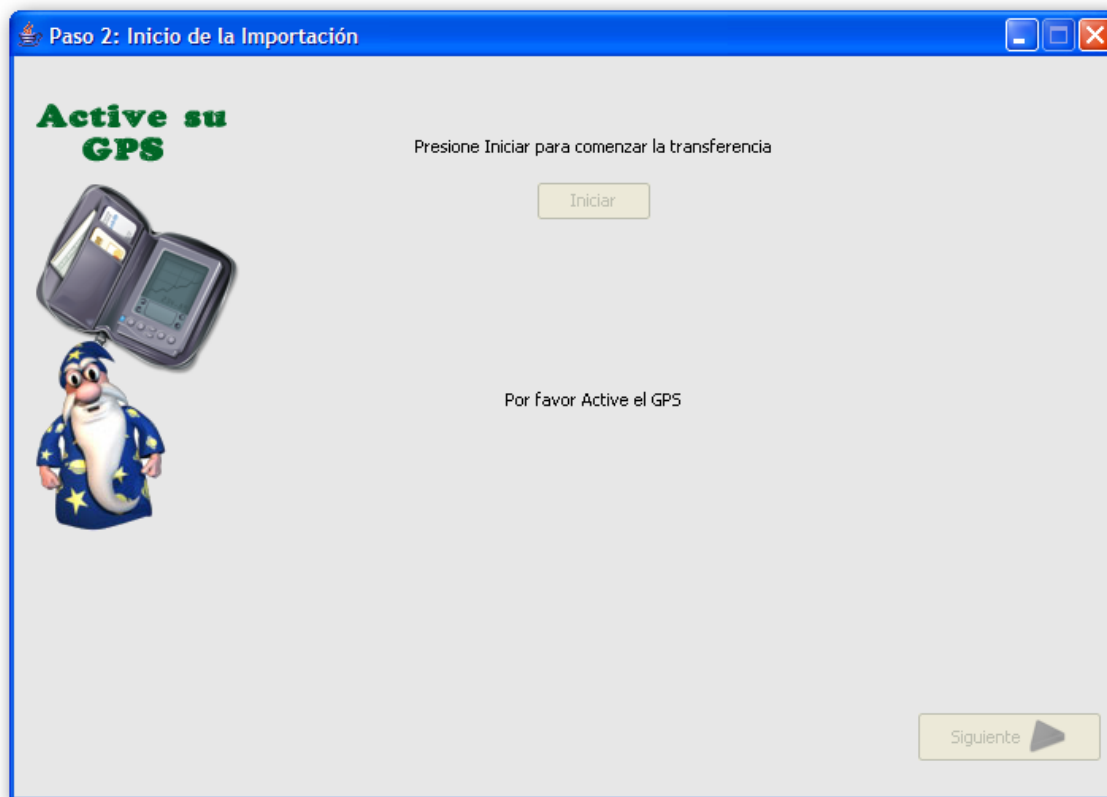 Paso 2: Inicio de la Importación
Active su
GPS
Presione Iniciar para comenzar la transferencia
Iniciar
Por favor Active el GPS
Siguiente